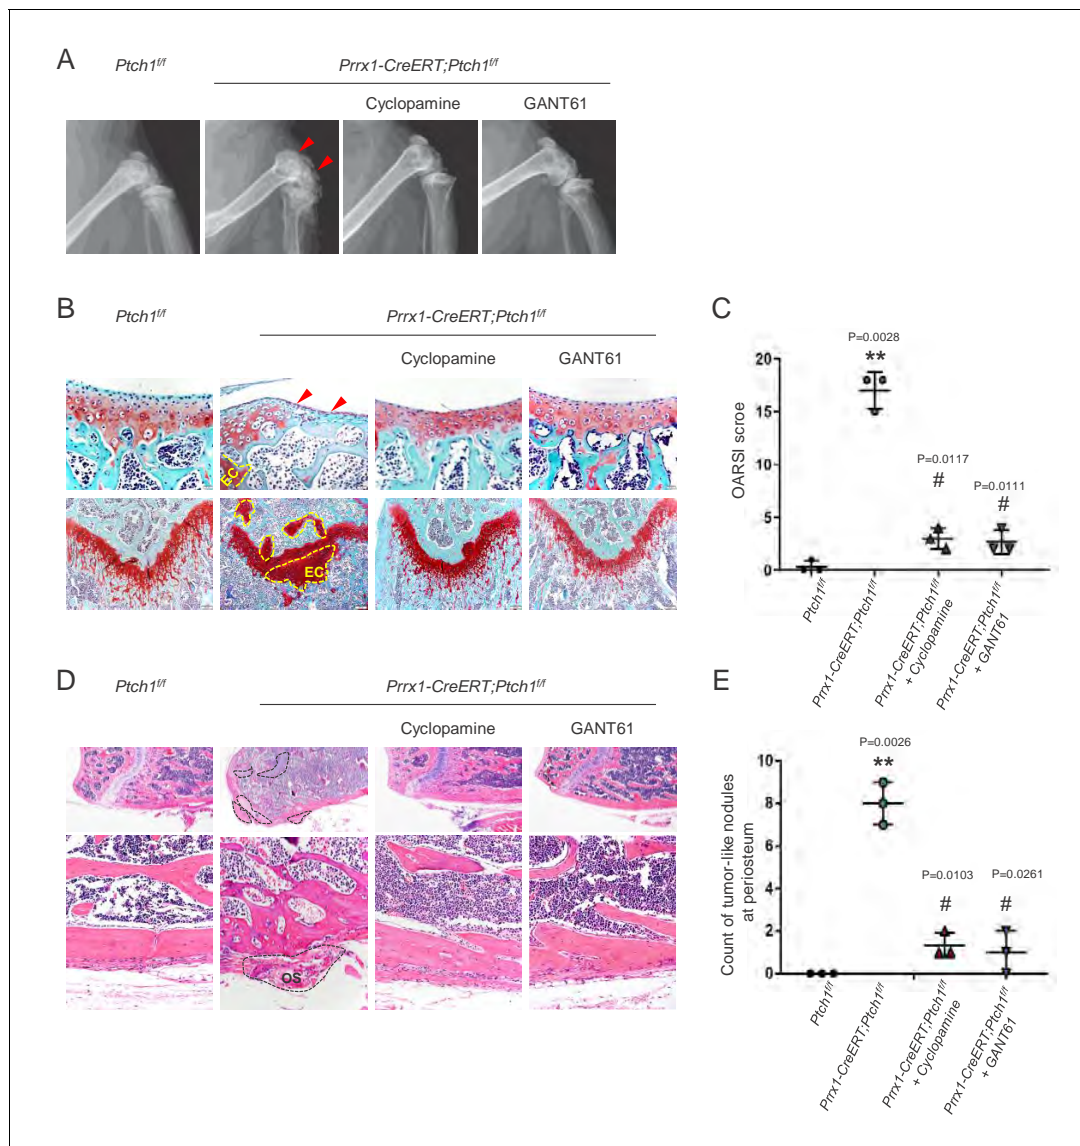 A
Ptch1f/f
Prrx1-CreERT;Ptch1f/f
Cyclopamine
GANT61
B
Ptch1f/f
Prrx1-CreERT;Ptch1f/f
Cyclopamine
GANT61
EC
EC
C
P=0.0028
**
P=0.0117
#
P=0.0111
#
OARSI scroe
20
15
10
5
0
Ptch1f/f
Prrx1-CreERT;Ptch1f/f
Prrx1-CreERT;Ptch1f/f
+ Cyclopamine
Prrx1-CreERT;Ptch1f/f
+ GANT61
D
Ptch1f/f
Prrx1-CreERT;Ptch1f/f
Cyclopamine
GANT61
OS
E
P=0.0026
**
P=0.0103
#
P=0.0261
#
Count of tumor-like nodules
at periosteum
10
8
6
4
2
0
Ptch1f/f
Prrx1-CreERT;Ptch1f/f
Prrx1-CreERT;Ptch1f/f
+ Cyclopamine
Prrx1-CreERT;Ptch1f/f
+ GANT61